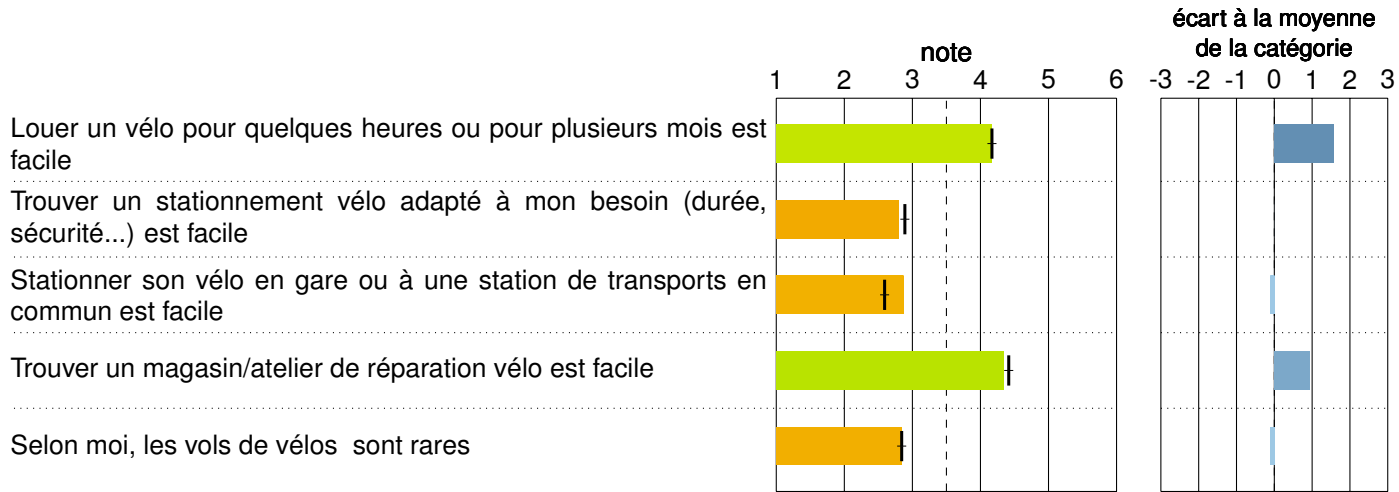 écart à la moyenne
note de la catégorie
1 2 3 4 5 6 -3 -2 -1 0 1 2 3
Louer un vélo pour quelques heures ou pour plusieurs mois est
facile
Trouver un stationnement vélo adapté à mon besoin (durée,
sécurité...) est facile
Stationner son vélo en gare ou à une station de transports en
commun est facile
Trouver un magasin/atelier de réparation vélo est facile
Selon moi, les vols de vélos sont rares